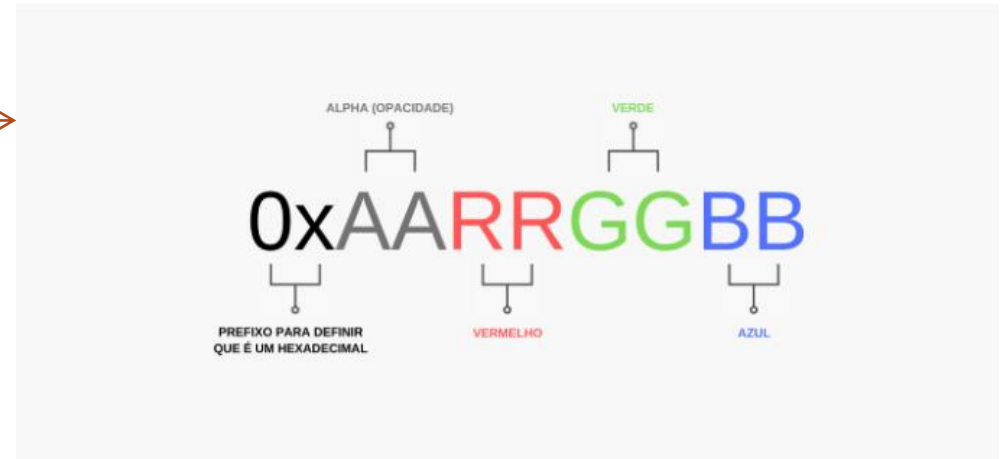 ALPHA (OPACIDADE) VERDE
0xAARRGGBB
PREFIXO PARA DEFINIR
QUE É UM HEXADECIMAL
VERMELHO
AZUL